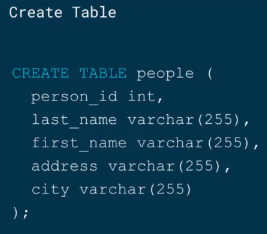 Create Table
CREATE TABLE people (
person_id int,
last_name varchar(255),
first_name varchar(255),
address varchar(255),
city varchar(255)
);